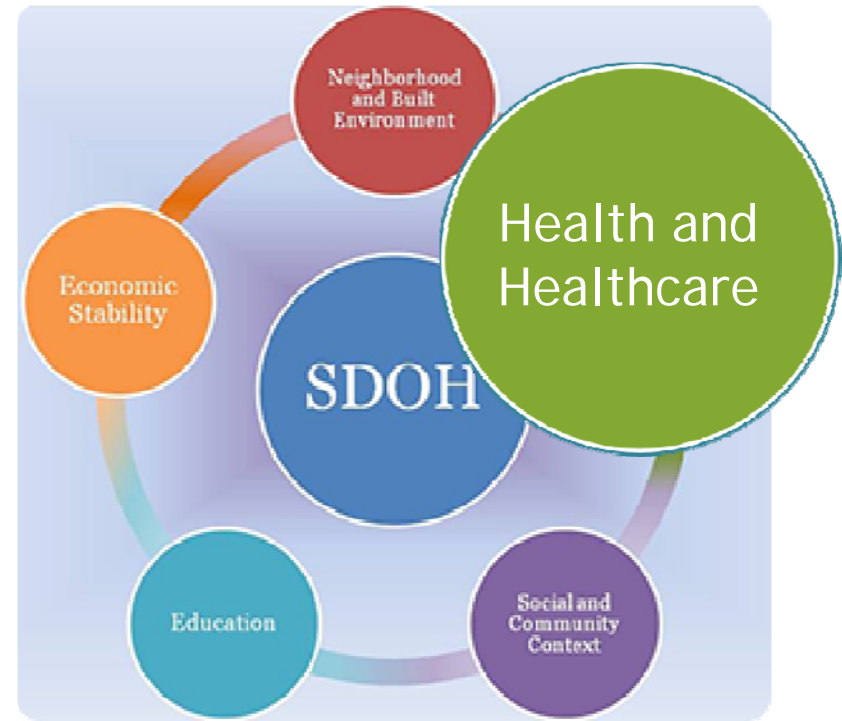 Neighborhood
and Built
Environment
Health and
Healthcare
Economic
Stability
SDOH
Education
Social and
Community
Context